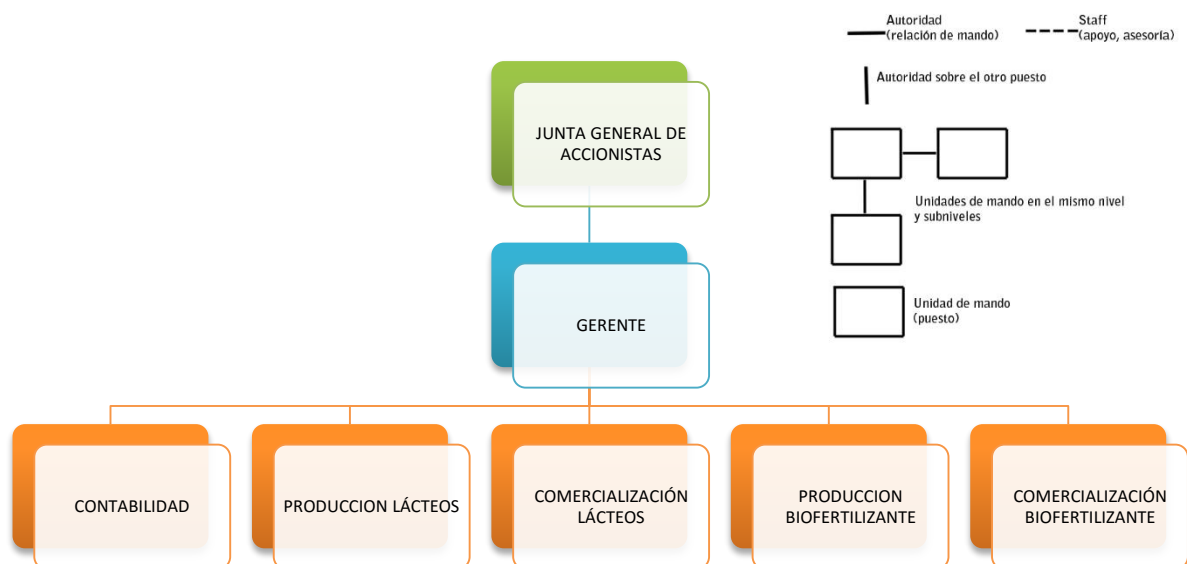 Autoridad
(relación de mando)
Staff
(apoyo, asesoría)
Autoridad sobre el otro puesto
JUNTA GENERAL DE
ACCIONISTAS
Unidades de mando en el mismo nivel
y subniveles
GERENTE
Unidad de mando
(puesto)
CONTABILIDAD
PRODUCCION LÁCTEOS
COMERCIALIZACIÓN
LÁCTEOS
PRODUCCION
BIOFERTILIZANTE
COMERCIALIZACIÓN
BIOFERTILIZANTE